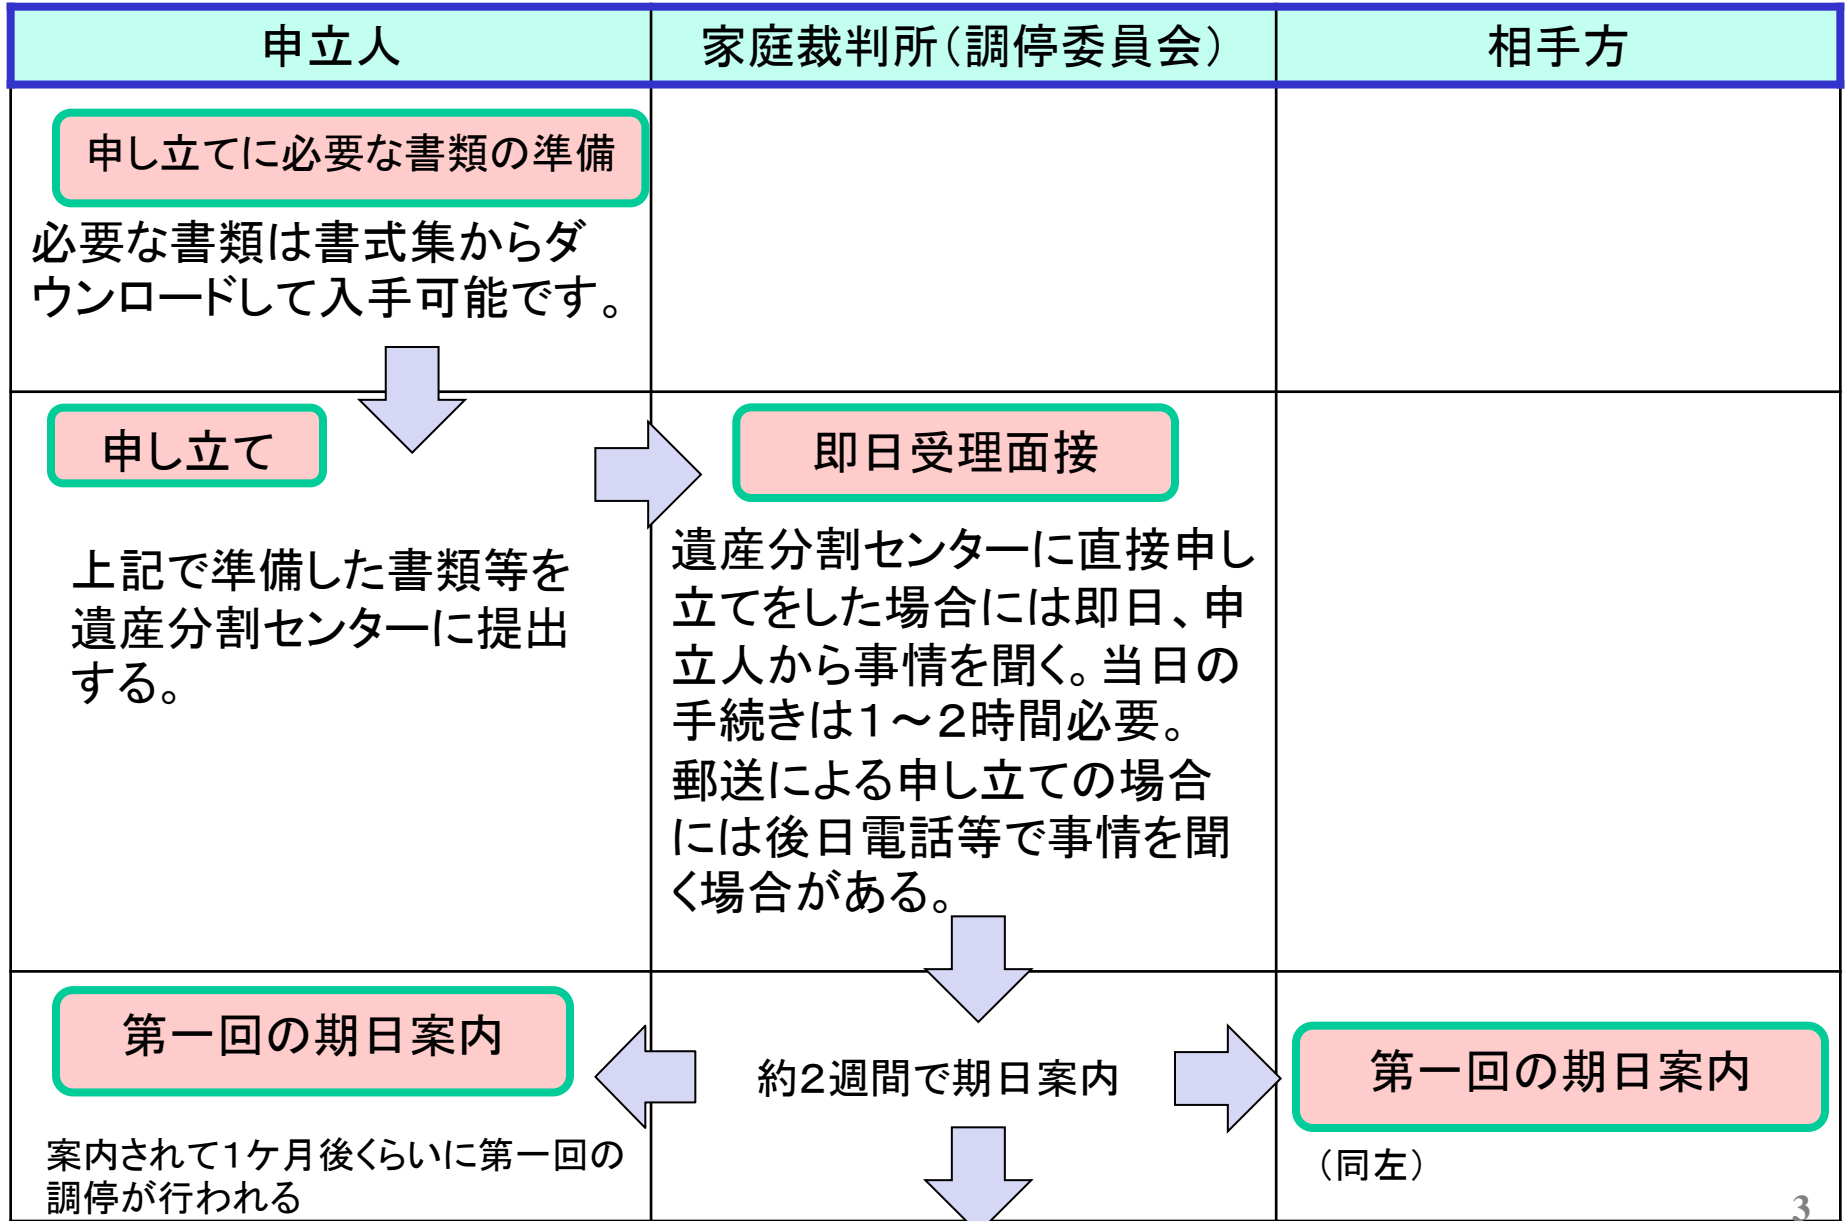 申立人
家庭裁判所（調停委員会）
相手方
申し立てに必要な書類の準備
必要な書類は書式集からダ
ウンロードして入手可能です。
申し立て
上記で準備した書類等を
遺産分割センターに提出
する。
即日受理面接
遺産分割センターに直接申し
立てをした場合には即日、申
立人から事情を聞く。当日の
手続きは１～２時間必要。
郵送による申し立ての場合
には後日電話等で事情を聞
く場合がある。
第一回の期日案内
案内されて１ケ月後くらいに第一回の
調停が行われる
約２週間で期日案内
第一回の期日案内
（同左）
3